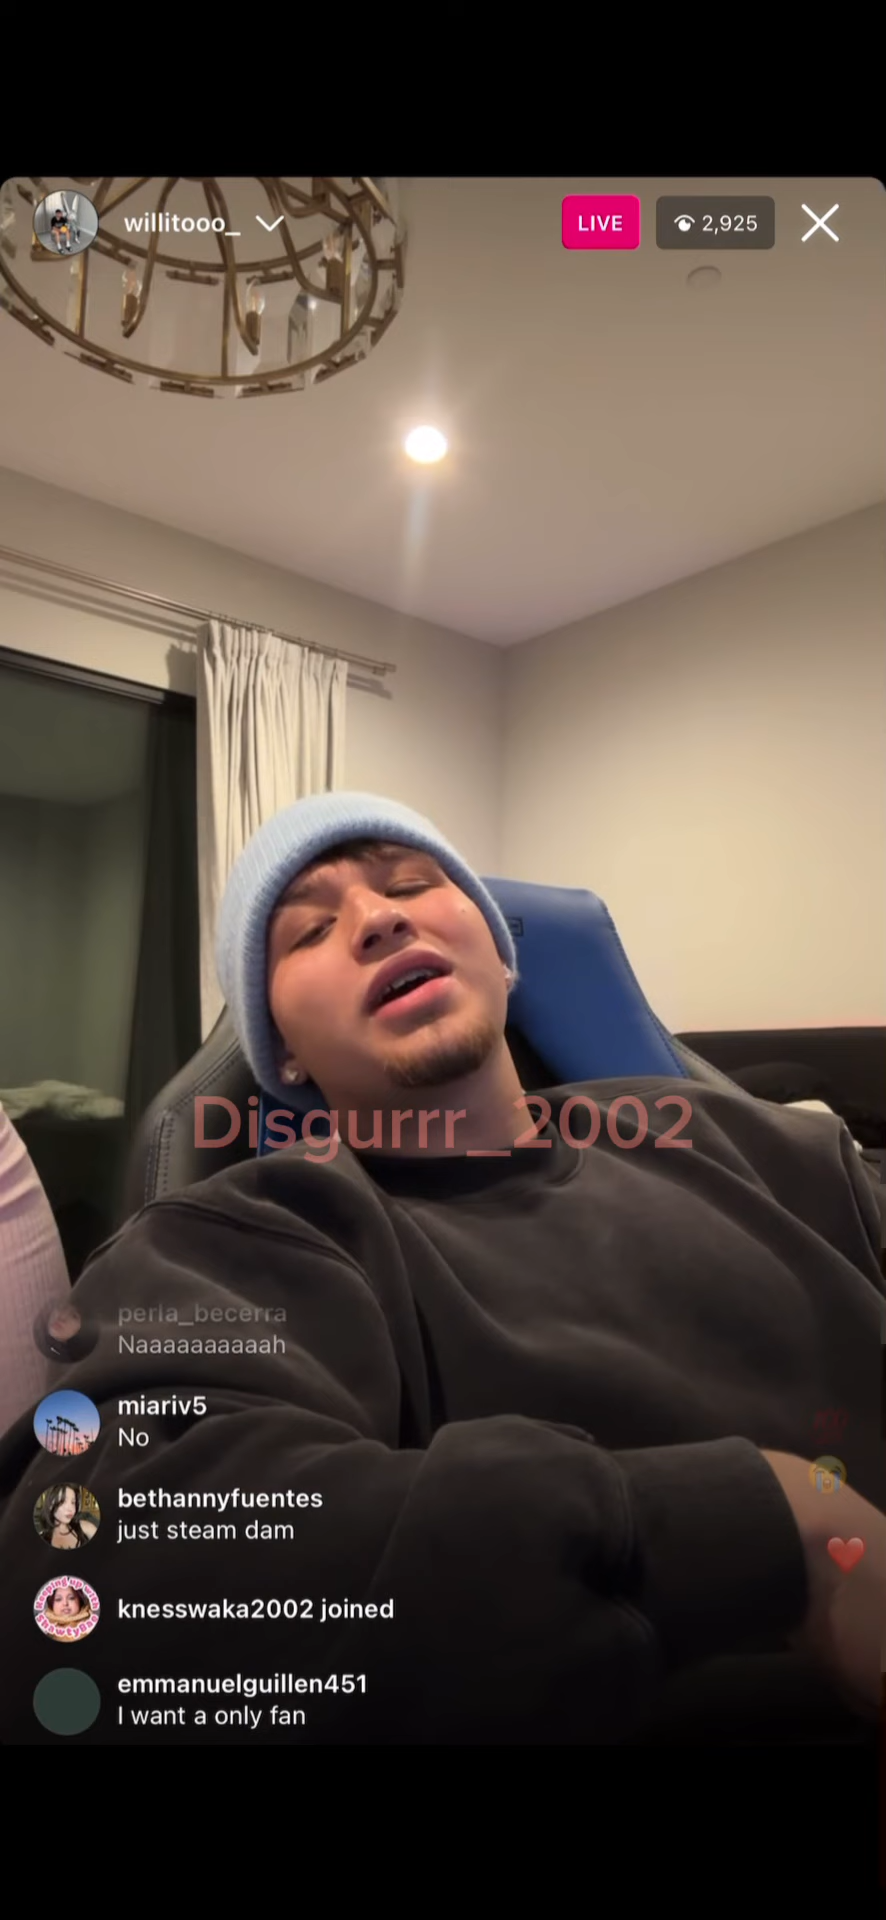 willitooo_
LIVE
2,925
Disgurrr_2002
perla_becerra
Naaaaaaaaaah
miariv5
No
bethannyfuentes
just steam dam
knesswaka2002 joined
emmanuelguillen451
I want a only fan